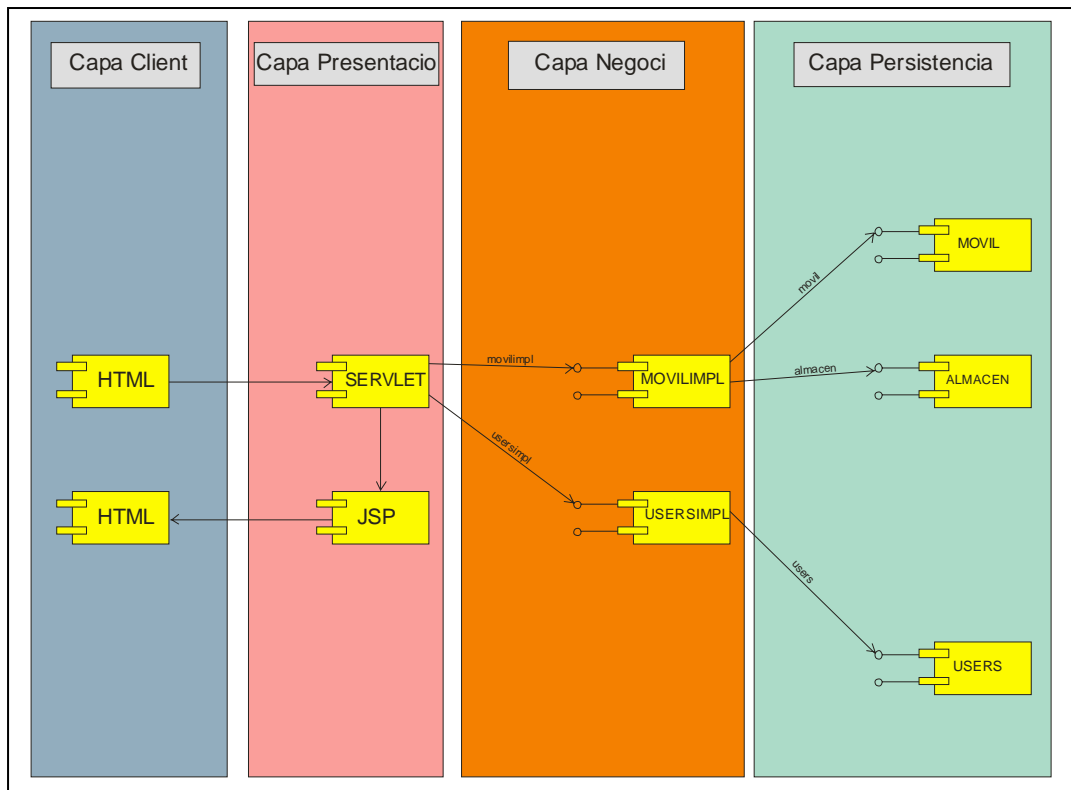 Capa Client
Capa Presentacio
Capa Negoci
Capa Persistencia
MOVIL
movil
HTML
SERVLET
movilimpl
MOVILIMPL
almacen
ALMACEN
usersimpl
HTML
JSP
USERSIMPL
users
USERS